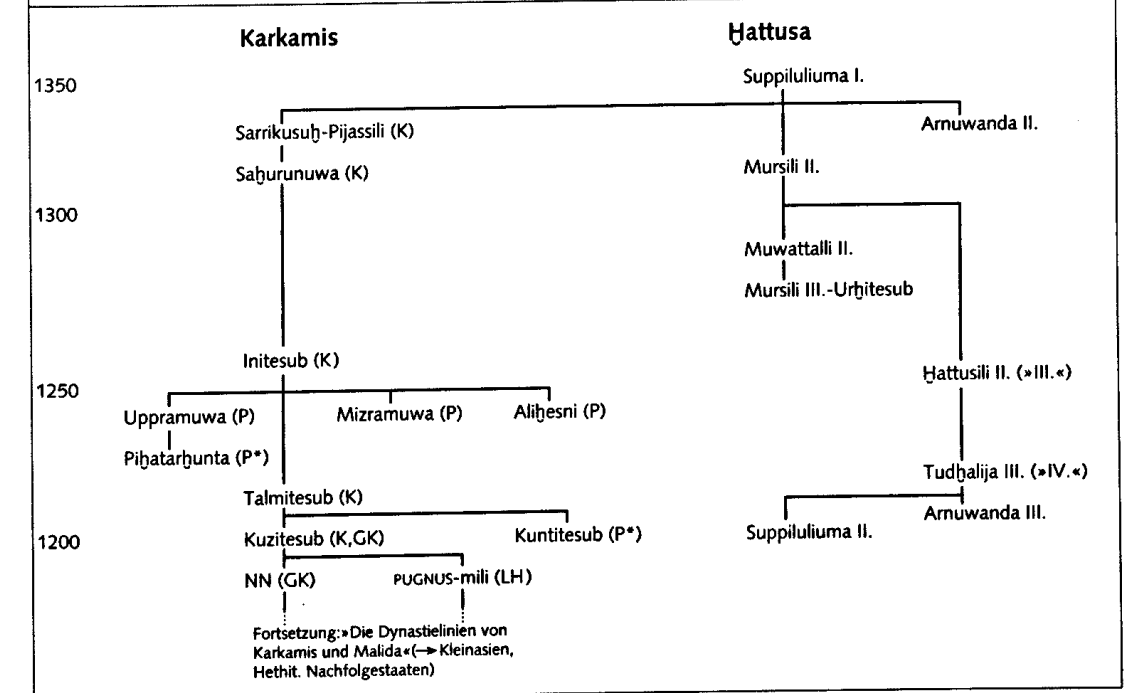 Karkamis
Ḫattusa
1350
Suppiluliuma I.
Sarrikusuḫ-Pijassili (K)
Arnuwanda II.
Saḫurunuwa (K)
Mursili II.
1300
Muwattalli II.
Mursili III.-Urḫitesub
Initesub (K)
Ḫattusili II. (»III.«)
1250
Uppramuwa (P)
Mizramuwa (P)
Aliḫesni (P)
Piḫatarḫunta (P*)
Tudḫalija III. (»IV.«)
Talmitesub (K)
Arnuwanda III.
1200
Kuzitesub (K,GK)
Kuntitesub (P*)
Suppiluliuma II.
NN (GK)
PUGNUS-mili (LH)
Fortsetzung:»Die Dynastielinien von
Karkamis und Malida«(→Kleinasien,
Hethit. Nachfolgestaaten)